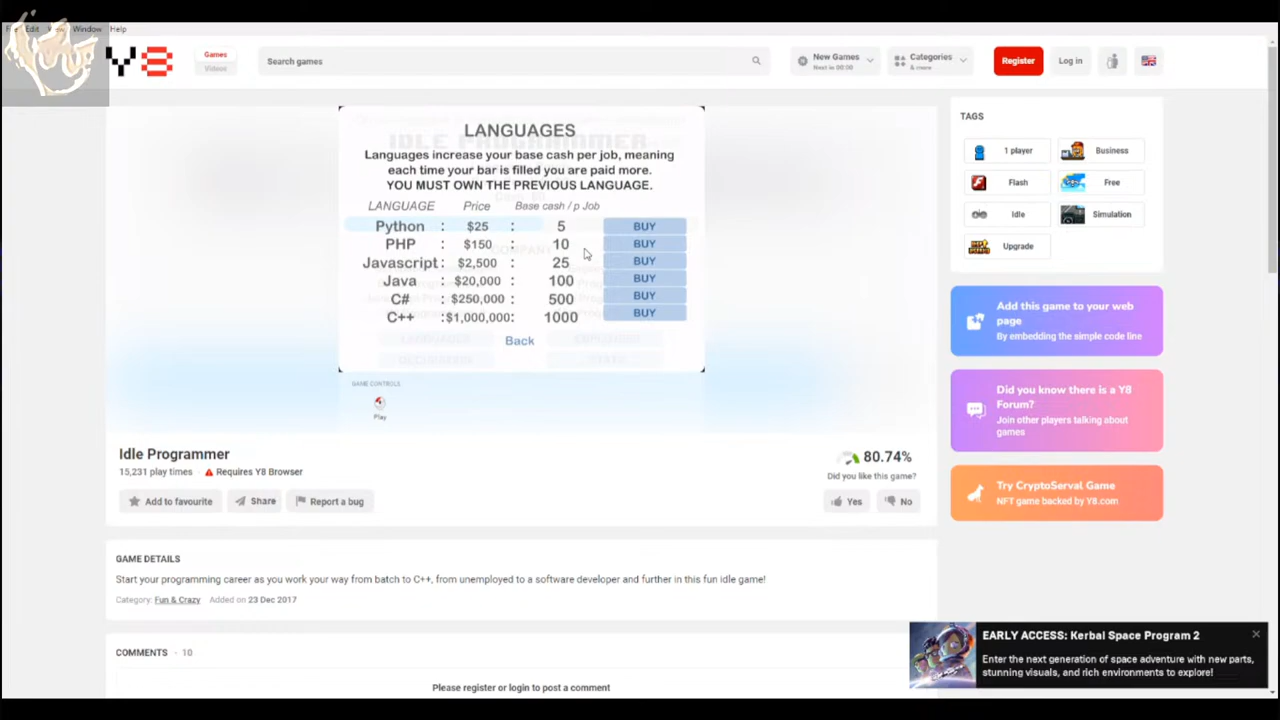 Edit Window Help
Y8
Games
Videos
Search games
New Games
Next in 00:00
Categories
& more
Register
Log in
LANGUAGES
Languages increase your base cash per job, meaning
each time your bar is filled you are paid more.
YOU MUST OWN THE PREVIOUS LANGUAGE.
LANGUAGE Price Base cash / p Job
Python : $25 : 5 BUY
PHP : $150 : 10 BUY
Javascript : $2,500 : 25 BUY
Java : $20,000 : 100 BUY
C# : $250,000 : 500 BUY
C++ : $1,000,000: 1000 BUY
Back
GAME CONTROLS
Play
TAGS
1 player
Business
Flash
Free
Idle
Simulation
Upgrade
Add this game to your web
page
By embedding the simple code line
Did you know there is a Y8
Forum?
Join other players talking about
games
Try CryptoServal Game
NFT game backed by Y8.com
Idle Programmer
15,231 play times Requires Y8 Browser
80.74%
Did you like this game?
Add to favourite
Share
Report a bug
Yes
No
GAME DETAILS
Start your programming career as you work your way from batch to C++, from unemployed to a software developer and further in this fun idle game!
Category: Fun & Crazy Added on 23 Dec 2017
COMMENTS · 10
Please register or login to post a comment
EARLY ACCESS: Kerbal Space Program 2
Enter the next generation of space adventure with new parts,
stunning visuals, and rich environments to explore!